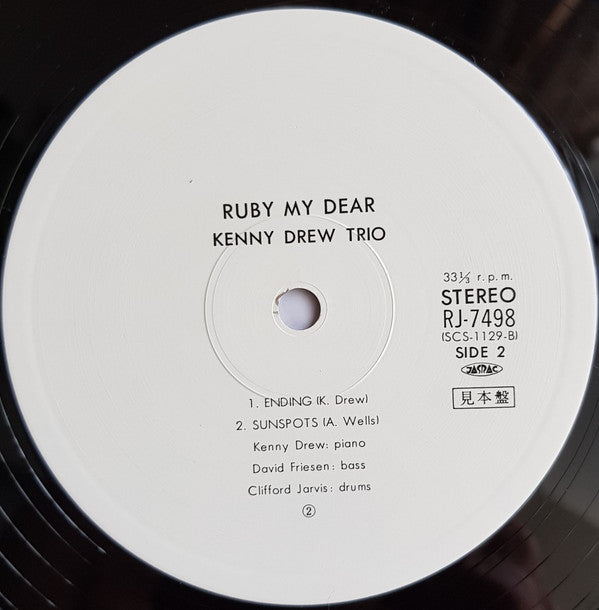 RUBY MY DEAR
KENNY DREW TRIO
33⅓ r.p.m.
STEREO
RJ-7498
(SCS-1129-B)
SIDE 2
JASRAC
見本盤
1. ENDING (K. Drew)
2. SUNSPOTS (A. Wells)
Kenny Drew: piano
David Friesen: bass
Clifford Jarvis: drums
②